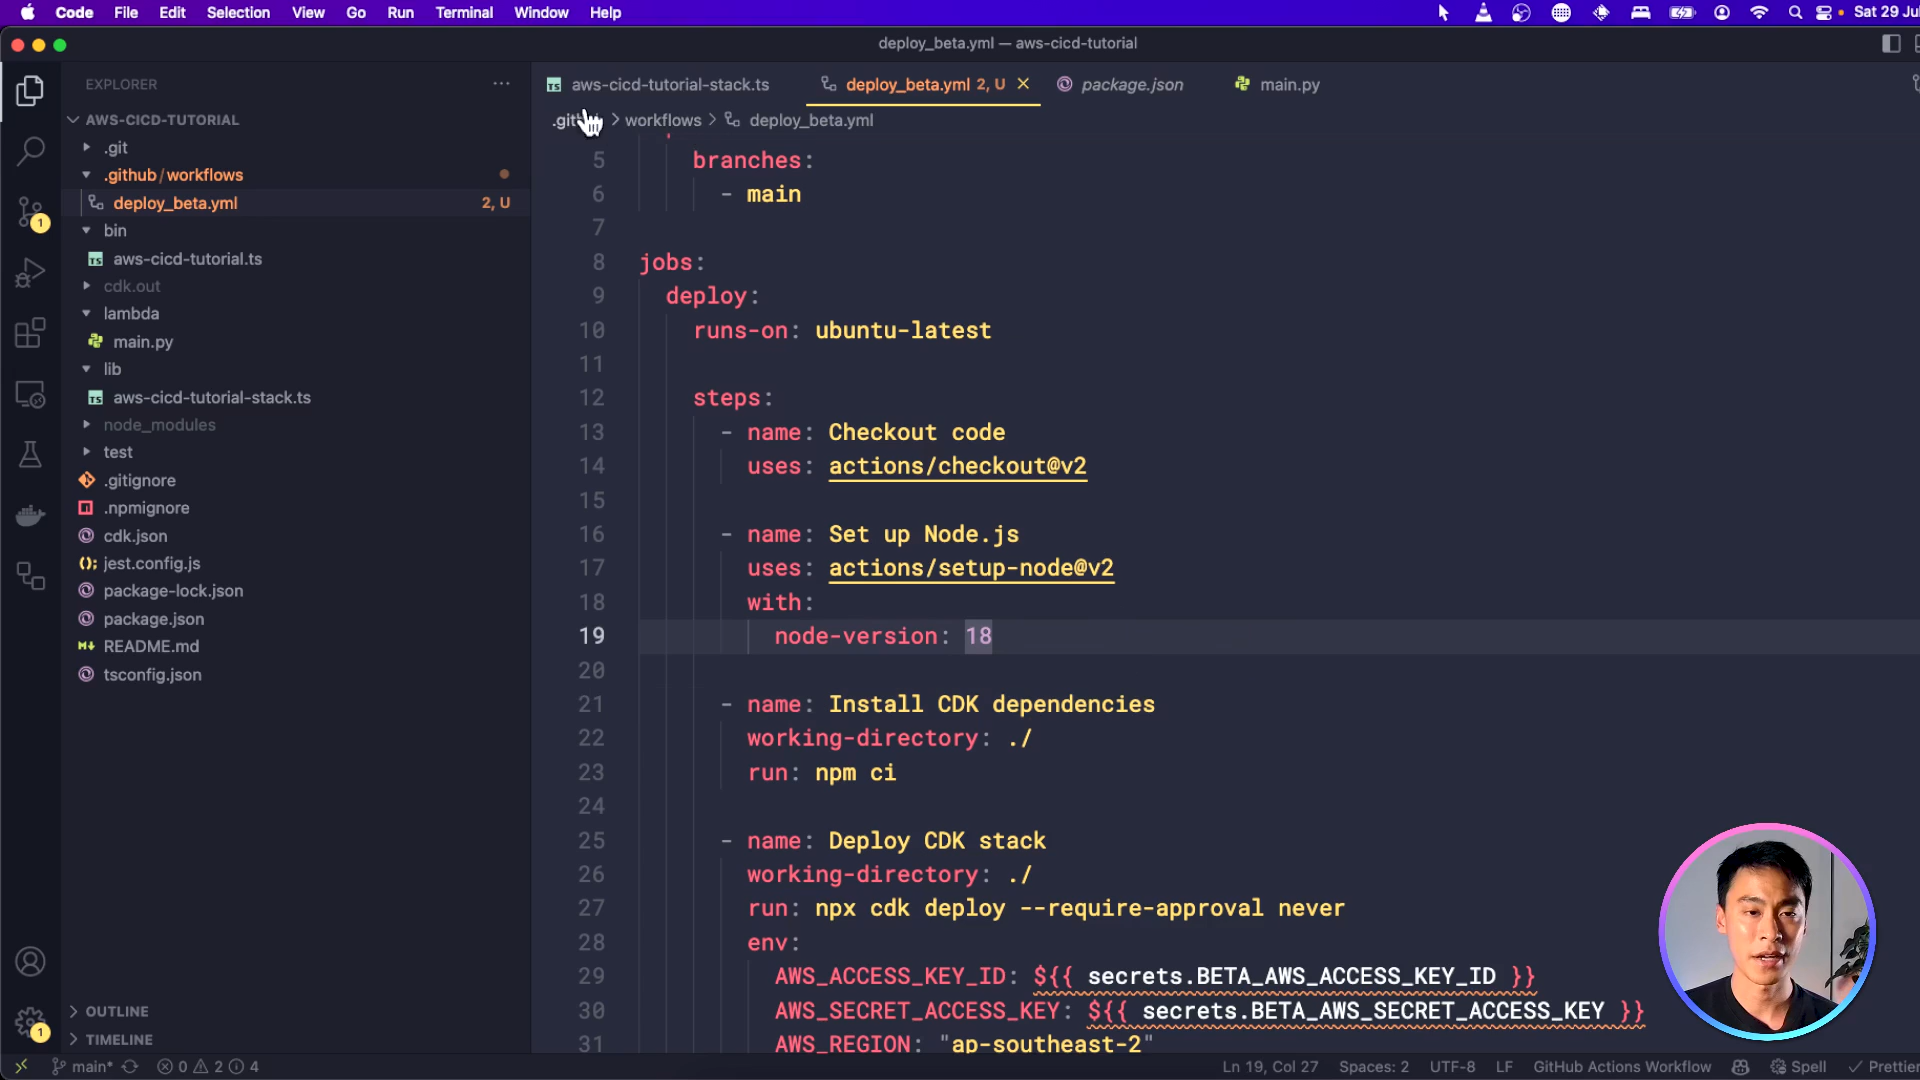 Code File Edit Selection View Go Run Terminal Window Help
Sat 29 Jul
deploy_beta.yml — aws-cicd-tutorial
EXPLORER
AWS-CICD-TUTORIAL
.git
.github/workflows
deploy_beta.yml 2, U
bin
aws-cicd-tutorial.ts
cdk.out
lambda
main.py
lib
aws-cicd-tutorial-stack.ts
node_modules
test
.gitignore
.npmignore
cdk.json
jest.config.js
package-lock.json
package.json
README.md
tsconfig.json
OUTLINE
TIMELINE
1
1
aws-cicd-tutorial-stack.ts deploy_beta.yml 2, U package.json main.py
workflows > deploy_beta.yml
5 branches:
6 - main
7
8 jobs:
9 deploy:
10 runs-on: ubuntu-latest
11
12 steps:
13 - name: Checkout code
14 uses: actions/checkout@v2
15
16 - name: Set up Node.js
17 uses: actions/setup-node@v2
18 with:
19 node-version: 18
20
21 - name: Install CDK dependencies
22 working-directory: ./
23 run: npm ci
24
25 - name: Deploy CDK stack
26 working-directory: ./
27 run: npx cdk deploy --require-approval never
28 env:
29 AWS_ACCESS_KEY_ID: ${{ secrets.BETA_AWS_ACCESS_KEY_ID }}
30 AWS_SECRET_ACCESS_KEY: ${{ secrets.BETA_AWS_SECRET_ACCESS_KEY }}
31 AWS_REGION: "ap-southeast-2"
main* 0 2 4 Ln 19, Col 27 Spaces: 2 UTF-8 LF GitHub Actions Workflow Spell Prettier